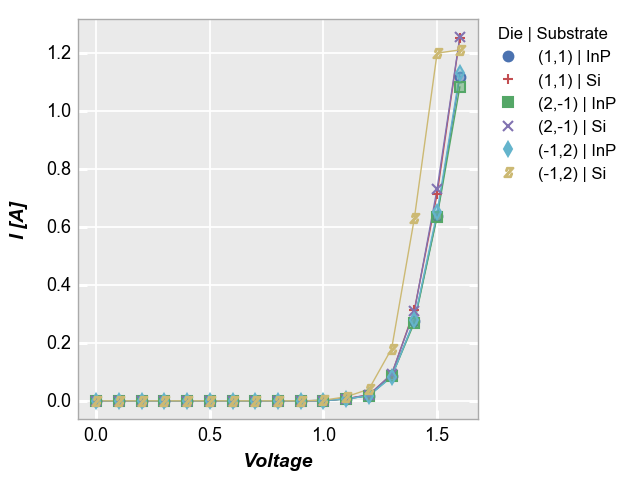 Die | Substrate
(1,1) | InP
(1,1) | Si
(2,-1) | InP
(2,-1) | Si
(-1,2) | InP
(-1,2) | Si
1.2
1.0
0.8
0.6
0.4
0.2
0.0
I [A]
0.0 0.5 1.0 1.5
Voltage